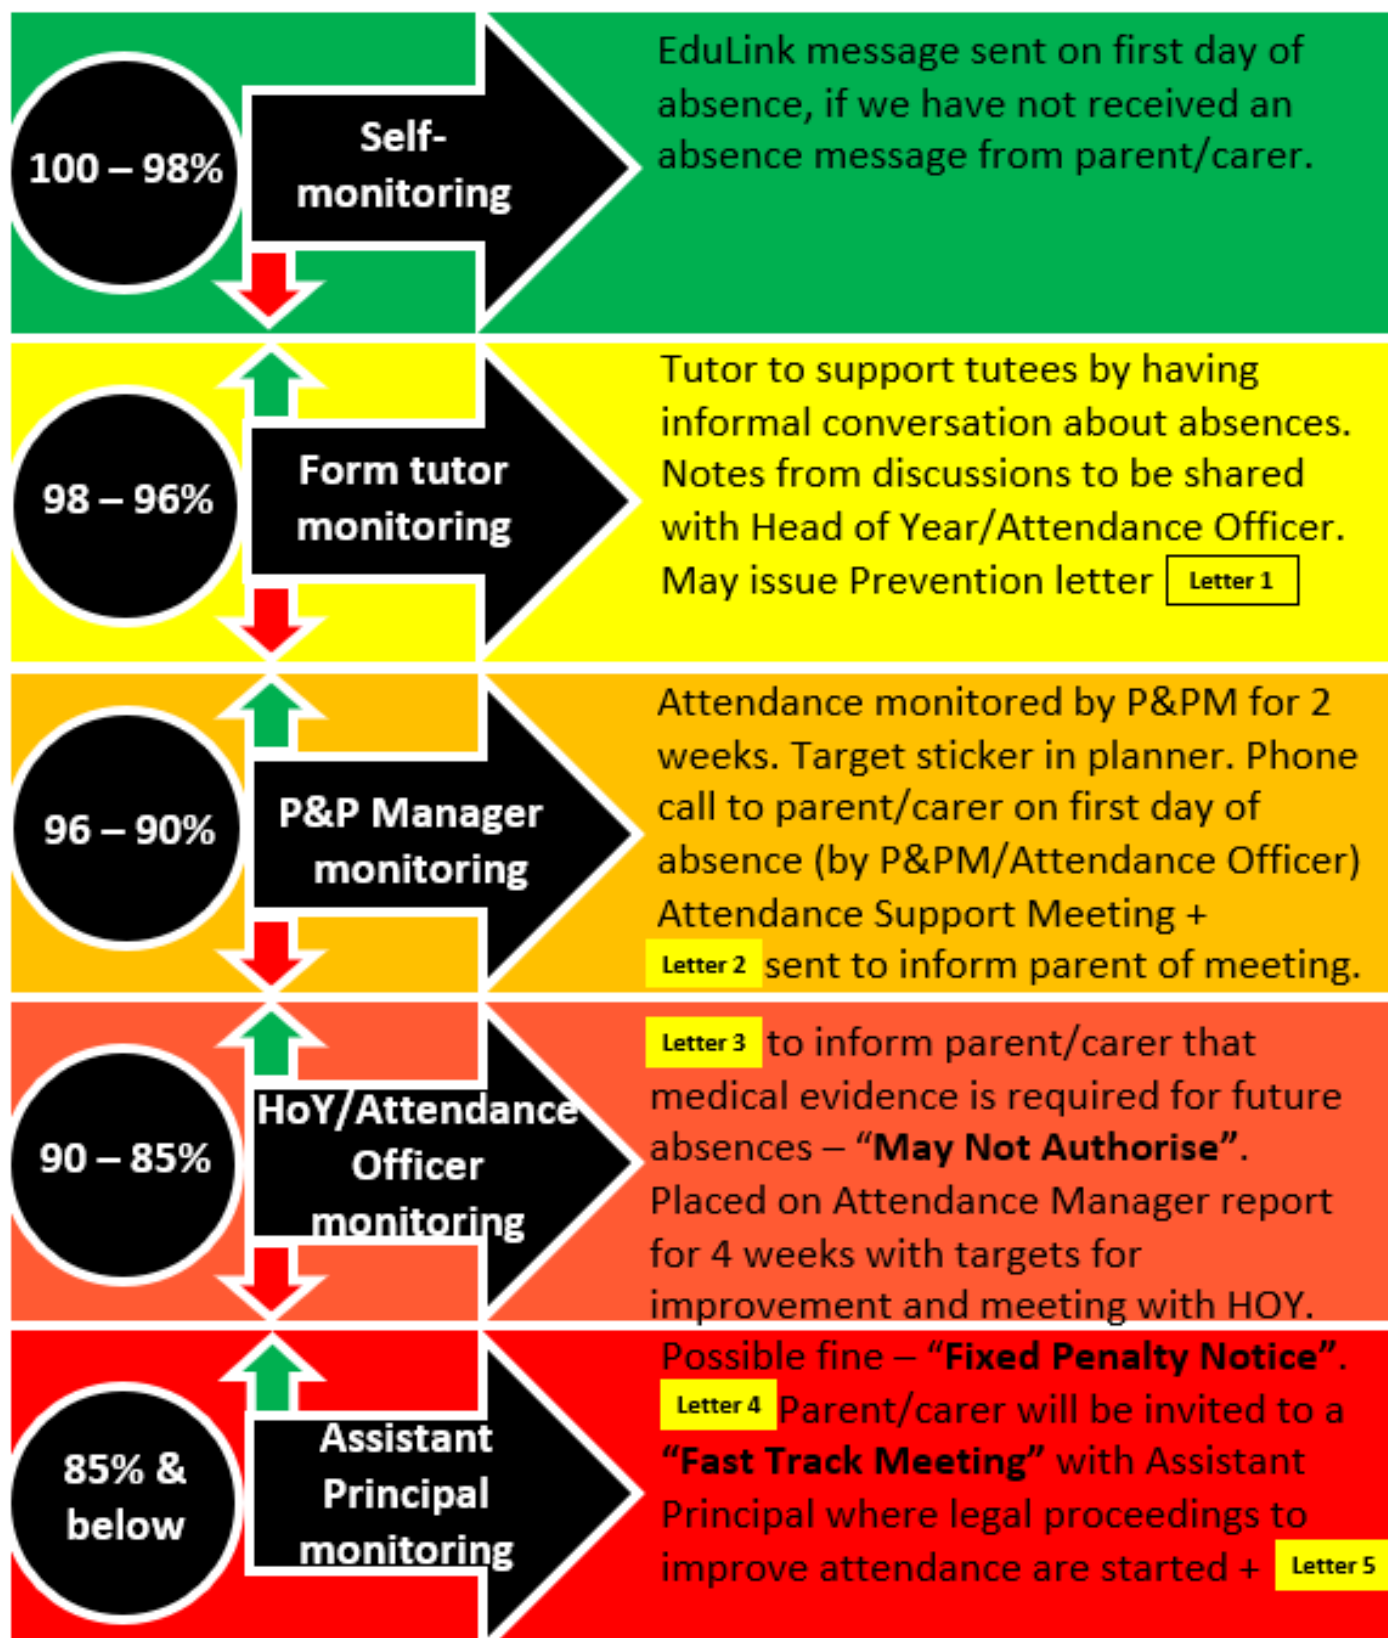 100 – 98%
Self-
monitoring
EduLink message sent on first day of
absence, if we have not received an
absence message from parent/carer.
98 – 96%
Form tutor
monitoring
Tutor to support tutees by having
informal conversation about absences.
Notes from discussions to be shared
with Head of Year/Attendance Officer.
May issue Prevention letter Letter 1
96 – 90%
P&P Manager
monitoring
Attendance monitored by P&PM for 2
weeks. Target sticker in planner. Phone
call to parent/carer on first day of
absence (by P&PM/Attendance Officer)
Attendance Support Meeting +
Letter 2 sent to inform parent of meeting.
90 – 85%
HoY/Attendance
Officer
monitoring
Letter 3 to inform parent/carer that
medical evidence is required for future
absences – “May Not Authorise”.
Placed on Attendance Manager report
for 4 weeks with targets for
improvement and meeting with HOY.
85% &
below
Assistant
Principal
monitoring
Possible fine – “Fixed Penalty Notice”.
Letter 4 Parent/carer will be invited to a
“Fast Track Meeting” with Assistant
Principal where legal proceedings to
improve attendance are started + Letter 5